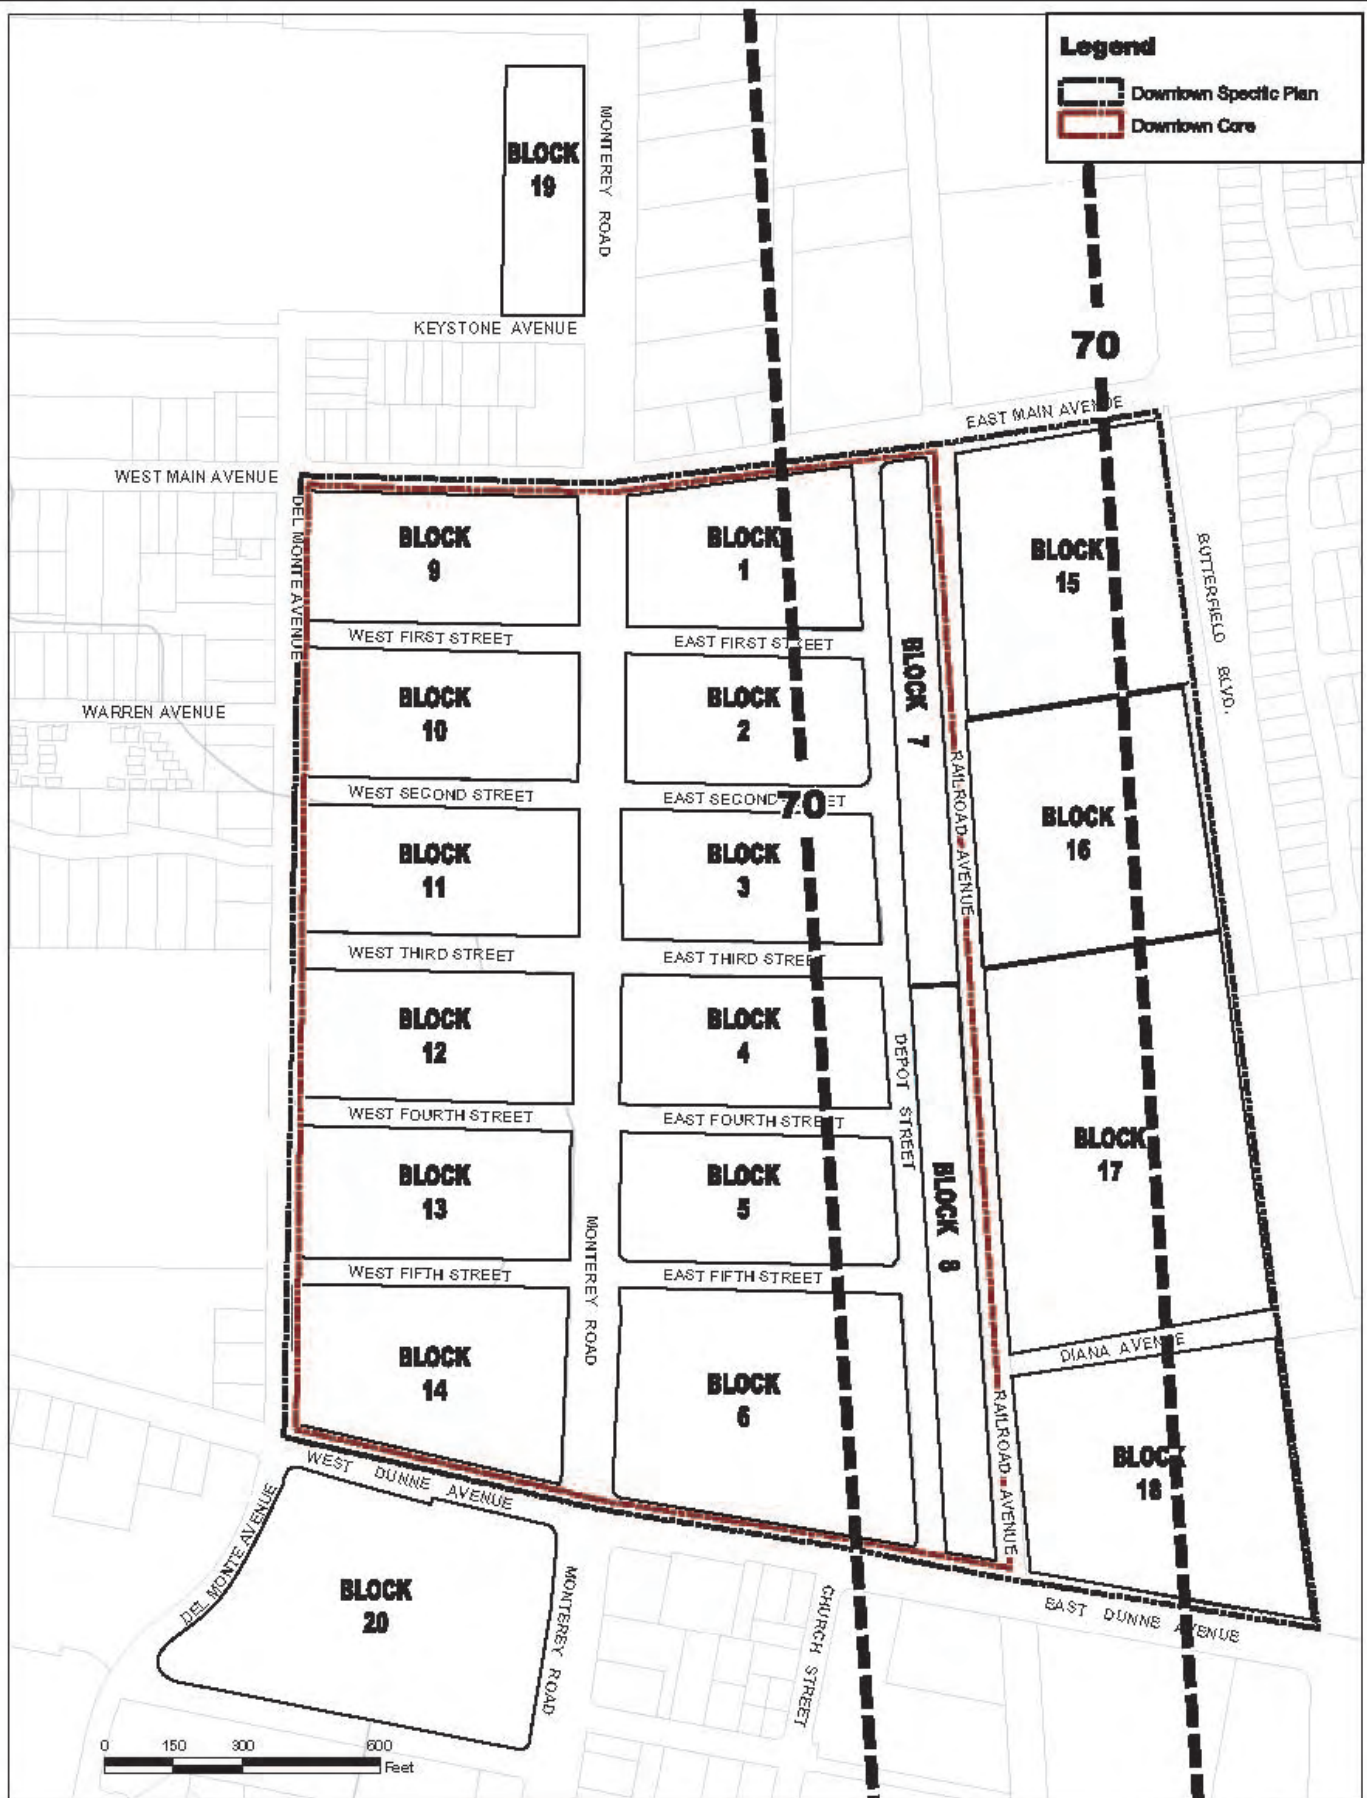 Legend
Downtown Specific Plan
Downtown Core
BLOCK
19
MONTEREY ROAD
KEYSTONE AVENUE
70
EAST MAIN AVENUE
WEST MAIN AVENUE
DEL MONTE AVENUE
BLOCK
9
BLOCK
1
BLOCK
15
BUTTERFIELD BLVD.
WEST FIRST STREET
EAST FIRST STREET
BLOCK 7
BLOCK
10
BLOCK
2
WARREN AVENUE
RAILROAD AVENUE
WEST SECOND STREET
EAST SECOND STREET
70
BLOCK
16
BLOCK
11
BLOCK
3
WEST THIRD STREET
EAST THIRD STREET
BLOCK
12
BLOCK
4
DEPOT STREET
WEST FOURTH STREET
EAST FOURTH STREET
BLOCK
17
BLOCK
13
BLOCK
5
BLOCK 8
MONTEREY ROAD
WEST FIFTH STREET
EAST FIFTH STREET
DIANA AVENUE
BLOCK
14
BLOCK
6
RAILROAD AVENUE
BLOCK
18
WEST DUNNE AVENUE
DEL MONTE AVENUE
BLOCK
20
MONTEREY ROAD
CHURCH STREET
EAST DUNNE AVENUE
0 150 300 600
Feet